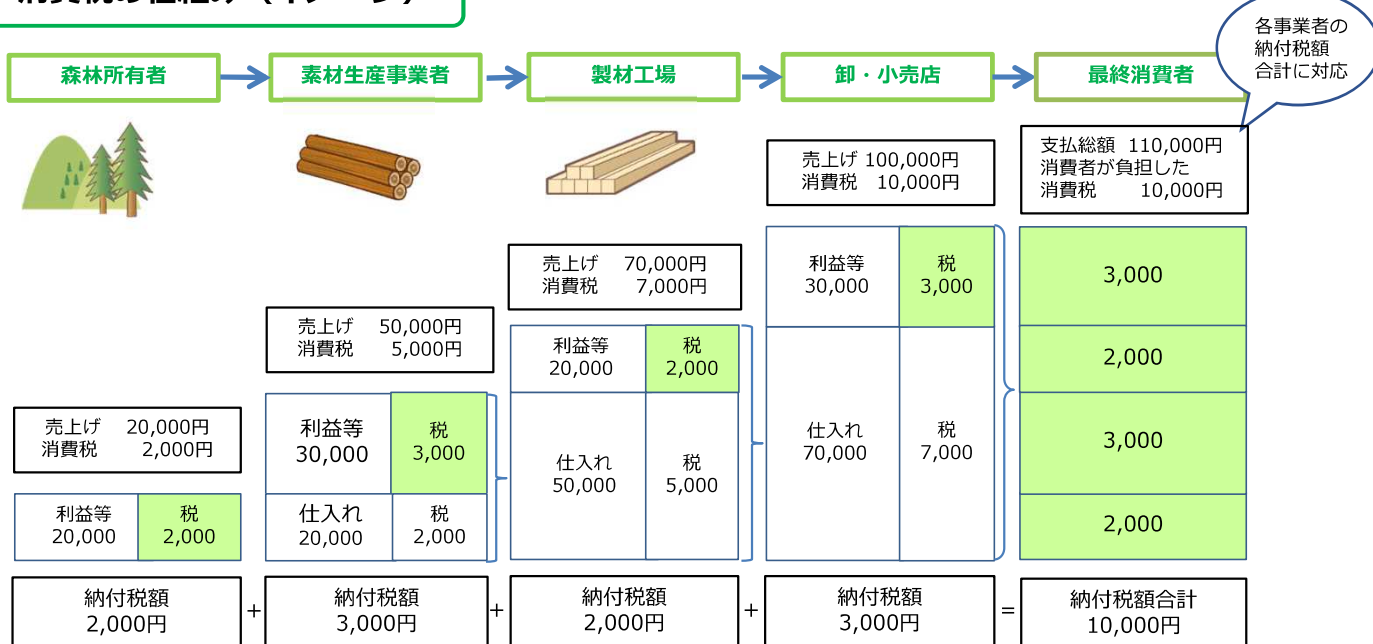 消費税の仕組み（イメージ）
各事業者の
納付税額
合計に対応
森林所有者
素材生産事業者
製材工場
卸・小売店
最終消費者
売上げ 100,000円
消費税 10,000円
支払総額 110,000円
消費者が負担した
消費税 10,000円
売上げ 70,000円
消費税 7,000円
利益等
30,000
税
3,000
3,000
売上げ 50,000円
消費税 5,000円
利益等
20,000
税
2,000
2,000
売上げ 20,000円
消費税 2,000円
利益等
30,000
税
3,000
仕入れ
50,000
税
5,000
仕入れ
70,000
税
7,000
3,000
利益等
20,000
税
2,000
仕入れ
20,000
税
2,000
2,000
納付税額
2,000円
+
納付税額
3,000円
+
納付税額
2,000円
+
納付税額
3,000円
=
納付税額合計
10,000円